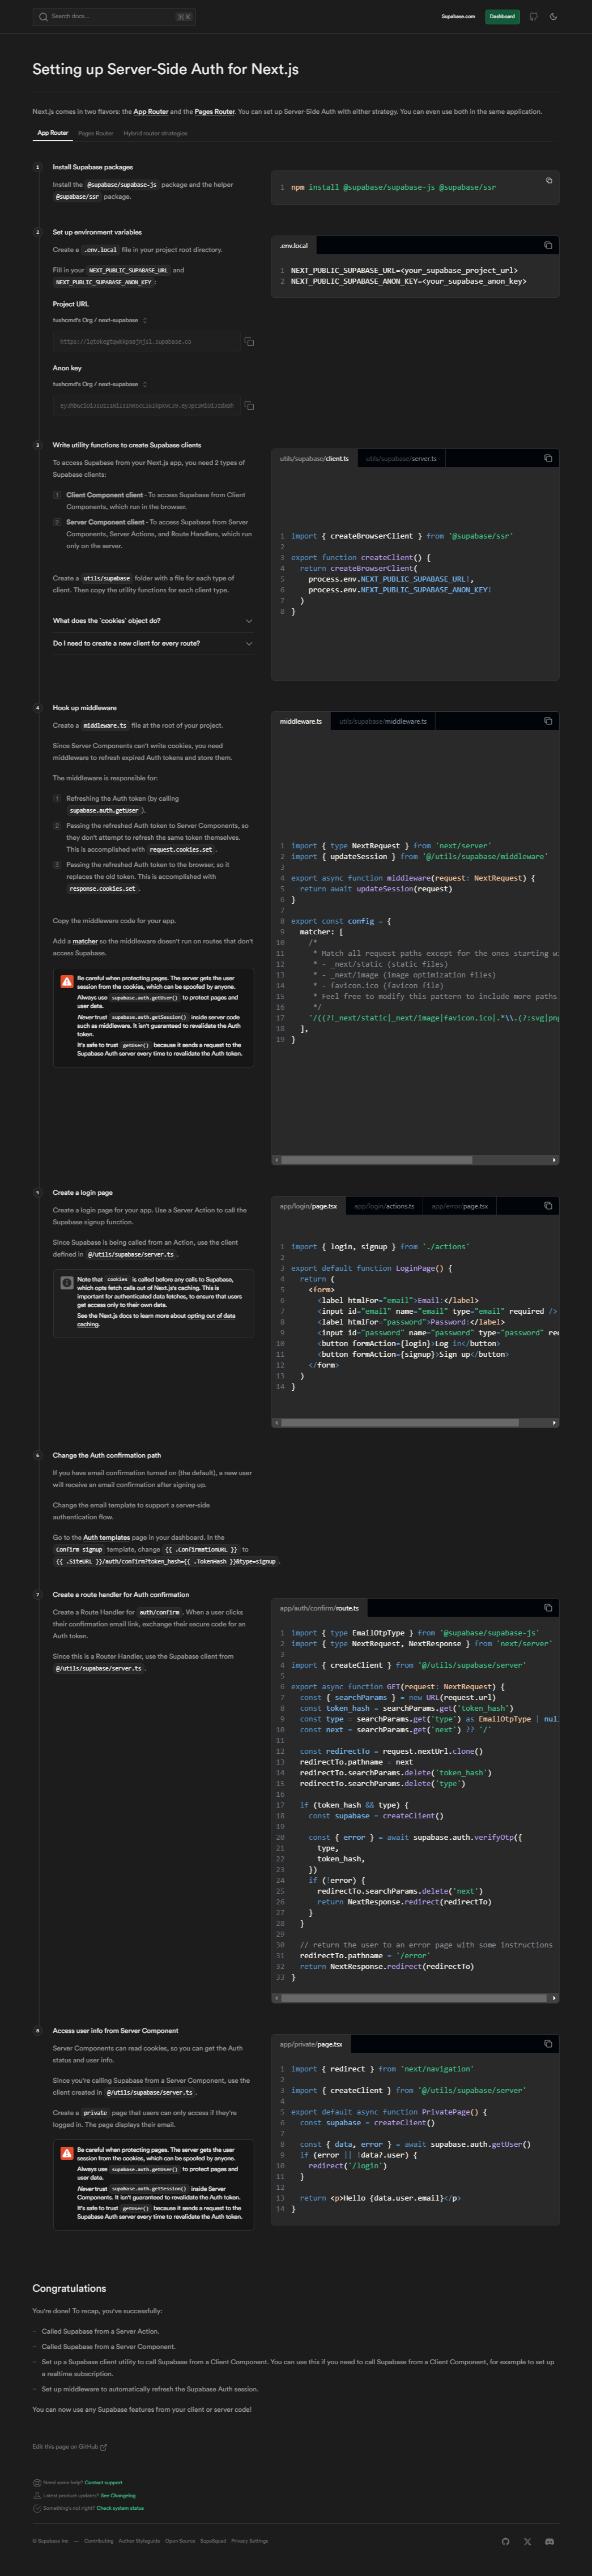 Search docs...
⌘ K
Supabase.com
Dashboard
Setting up Server-Side Auth for Next.js
Next.js comes in two flavors: the App Router and the Pages Router. You can set up Server-Side Auth with either strategy. You can even use both in the same application.
App Router
Pages Router
Hybrid router strategies
1
Install Supabase packages
Install the @supabase/supabase-js package and the helper
@supabase/ssr package.
1 npm install @supabase/supabase-js @supabase/ssr
2
Set up environment variables
Create a .env.local file in your project root directory.
Fill in your NEXT_PUBLIC_SUPABASE_URL and
NEXT_PUBLIC_SUPABASE_ANON_KEY :
Project URL
tushcmd's Org / next-supabase
Anon key
tushcmd's Org / next-supabase
.env.local
1 NEXT_PUBLIC_SUPABASE_URL=<your_supabase_project_url>
2 NEXT_PUBLIC_SUPABASE_ANON_KEY=<your_supabase_anon_key>
3
Write utility functions to create Supabase clients
To access Supabase from your Next.js app, you need 2 types of
Supabase clients:
1 Client Component client - To access Supabase from Client
Components, which run in the browser.
2 Server Component client - To access Supabase from Server
Components, Server Actions, and Route Handlers, which run
only on the server.
Create a utils/supabase folder with a file for each type of
client. Then copy the utility functions for each client type.
What does the `cookies` object do?
Do I need to create a new client for every route?
utils/supabase/client.ts
utils/supabase/server.ts
1 import { createBrowserClient } from '@supabase/ssr'
2
3 export function createClient() {
4 return createBrowserClient(
5 process.env.NEXT_PUBLIC_SUPABASE_URL!,
6 process.env.NEXT_PUBLIC_SUPABASE_ANON_KEY!
7 )
8 }
4
Hook up middleware
Create a middleware.ts file at the root of your project.
Since Server Components can't write cookies, you need
middleware to refresh expired Auth tokens and store them.
The middleware is responsible for:
1 Refreshing the Auth token (by calling
supabase.auth.getUser ).
2 Passing the refreshed Auth token to Server Components, so
they don't attempt to refresh the same token themselves.
This is accomplished with request.cookies.set .
3 Passing the refreshed Auth token to the browser, so it
replaces the old token. This is accomplished with
response.cookies.set .
Copy the middleware code for your app.
Add a matcher so the middleware doesn't run on routes that don't
access Supabase.
Be careful when protecting pages. The server gets the user
session from the cookies, which can be spoofed by anyone.
Always use supabase.auth.getUser() to protect pages and
user data.
Never trust supabase.auth.getSession() inside server code
such as middleware. It isn't guaranteed to revalidate the Auth
token.
It's safe to trust getUser() because it sends a request to the
Supabase Auth server every time to revalidate the Auth token.
middleware.ts
utils/supabase/middleware.ts
1 import { type NextRequest } from 'next/server'
2 import { updateSession } from '@/utils/supabase/middleware'
3
4 export async function middleware(request: NextRequest) {
5 return await updateSession(request)
6 }
7
8 export const config = {
9 matcher: [
10 /*
11 * Match all request paths except for the ones starting wi
12 * - _next/static (static files)
13 * - _next/image (image optimization files)
14 * - favicon.ico (favicon file)
15 * Feel free to modify this pattern to include more paths
16 */
17 '/((?!_next/static|_next/image|favicon.ico|.*\\.(?:svg|png
18 ],
19 }
5
Create a login page
Create a login page for your app. Use a Server Action to call the
Supabase signup function.
Since Supabase is being called from an Action, use the client
defined in @/utils/supabase/server.ts .
Note that cookies is called before any calls to Supabase,
which opts fetch calls out of Next.js's caching. This is
important for authenticated data fetches, to ensure that users
get access only to their own data.
See the Next.js docs to learn more about opting out of data
caching.
app/login/page.tsx
app/login/actions.ts
app/error/page.tsx
1 import { login, signup } from './actions'
2
3 export default function LoginPage() {
4 return (
5 <form>
6 <label htmlFor="email">Email:</label>
7 <input id="email" name="email" type="email" required />
8 <label htmlFor="password">Password:</label>
9 <input id="password" name="password" type="password" rec
10 <button formAction={login}>Log in</button>
11 <button formAction={signup}>Sign up</button>
12 </form>
13 )
14 }
6
Change the Auth confirmation path
If you have email confirmation turned on (the default), a new user
will receive an email confirmation after signing up.
Change the email template to support a server-side
authentication flow.
Go to the Auth templates page in your dashboard. In the
Confirm signup template, change {{ .ConfirmationURL }} to
{{ .SiteURL }}/auth/confirm?token_hash={{ .TokenHash }}&type=signup .
7
Create a route handler for Auth confirmation
Create a Route Handler for auth/confirm . When a user clicks
their confirmation email link, exchange their secure code for an
Auth token.
Since this is a Router Handler, use the Supabase client from
@/utils/supabase/server.ts .
app/auth/confirm/route.ts
1 import { type EmailOtpType } from '@supabase/supabase-js'
2 import { type NextRequest, NextResponse } from 'next/server'
3
4 import { createClient } from '@/utils/supabase/server'
5
6 export async function GET(request: NextRequest) {
7 const { searchParams } = new URL(request.url)
8 const token_hash = searchParams.get('token_hash')
9 const type = searchParams.get('type') as EmailOtpType | null
10 const next = searchParams.get('next') ?? '/'
11
12 const redirectTo = request.nextUrl.clone()
13 redirectTo.pathname = next
14 redirectTo.searchParams.delete('token_hash')
15 redirectTo.searchParams.delete('type')
16
17 if (token_hash && type) {
18 const supabase = createClient()
19
20 const { error } = await supabase.auth.verifyOtp({
21 type,
22 token_hash,
23 })
24 if (!error) {
25 redirectTo.searchParams.delete('next')
26 return NextResponse.redirect(redirectTo)
27 }
28 }
29
30 // return the user to an error page with some instructions
31 redirectTo.pathname = '/error'
32 return NextResponse.redirect(redirectTo)
33 }
8
Access user info from Server Component
Server Components can read cookies, so you can get the Auth
status and user info.
Since you're calling Supabase from a Server Component, use the
client created in @/utils/supabase/server.ts .
Create a private page that users can only access if they're
logged in. The page displays their email.
Be careful when protecting pages. The server gets the user
session from the cookies, which can be spoofed by anyone.
Always use supabase.auth.getUser() to protect pages and
user data.
Never trust supabase.auth.getSession() inside Server
Components. It isn't guaranteed to revalidate the Auth token.
It's safe to trust getUser() because it sends a request to the
Supabase Auth server every time to revalidate the Auth token.
app/private/page.tsx
1 import { redirect } from 'next/navigation'
2
3 import { createClient } from '@/utils/supabase/server'
4
5 export default async function PrivatePage() {
6 const supabase = createClient()
7
8 const { data, error } = await supabase.auth.getUser()
9 if (error || !data?.user) {
10 redirect('/login')
11 }
12
13 return <p>Hello {data.user.email}</p>
14 }
Congratulations
You're done! To recap, you've successfully:
– Called Supabase from a Server Action.
– Called Supabase from a Server Component.
– Set up a Supabase client utility to call Supabase from a Client Component. You can use this if you need to call Supabase from a Client Component, for example to set up
a realtime subscription.
– Set up middleware to automatically refresh the Supabase Auth session.
You can now use any Supabase features from your client or server code!
Edit this page on GitHub
Need some help? Contact support
Latest product updates? See Changelog
Something's not right? Check system status
© Supabase Inc — Contributing Author Styleguide Open Source SupaSquad Privacy Settings